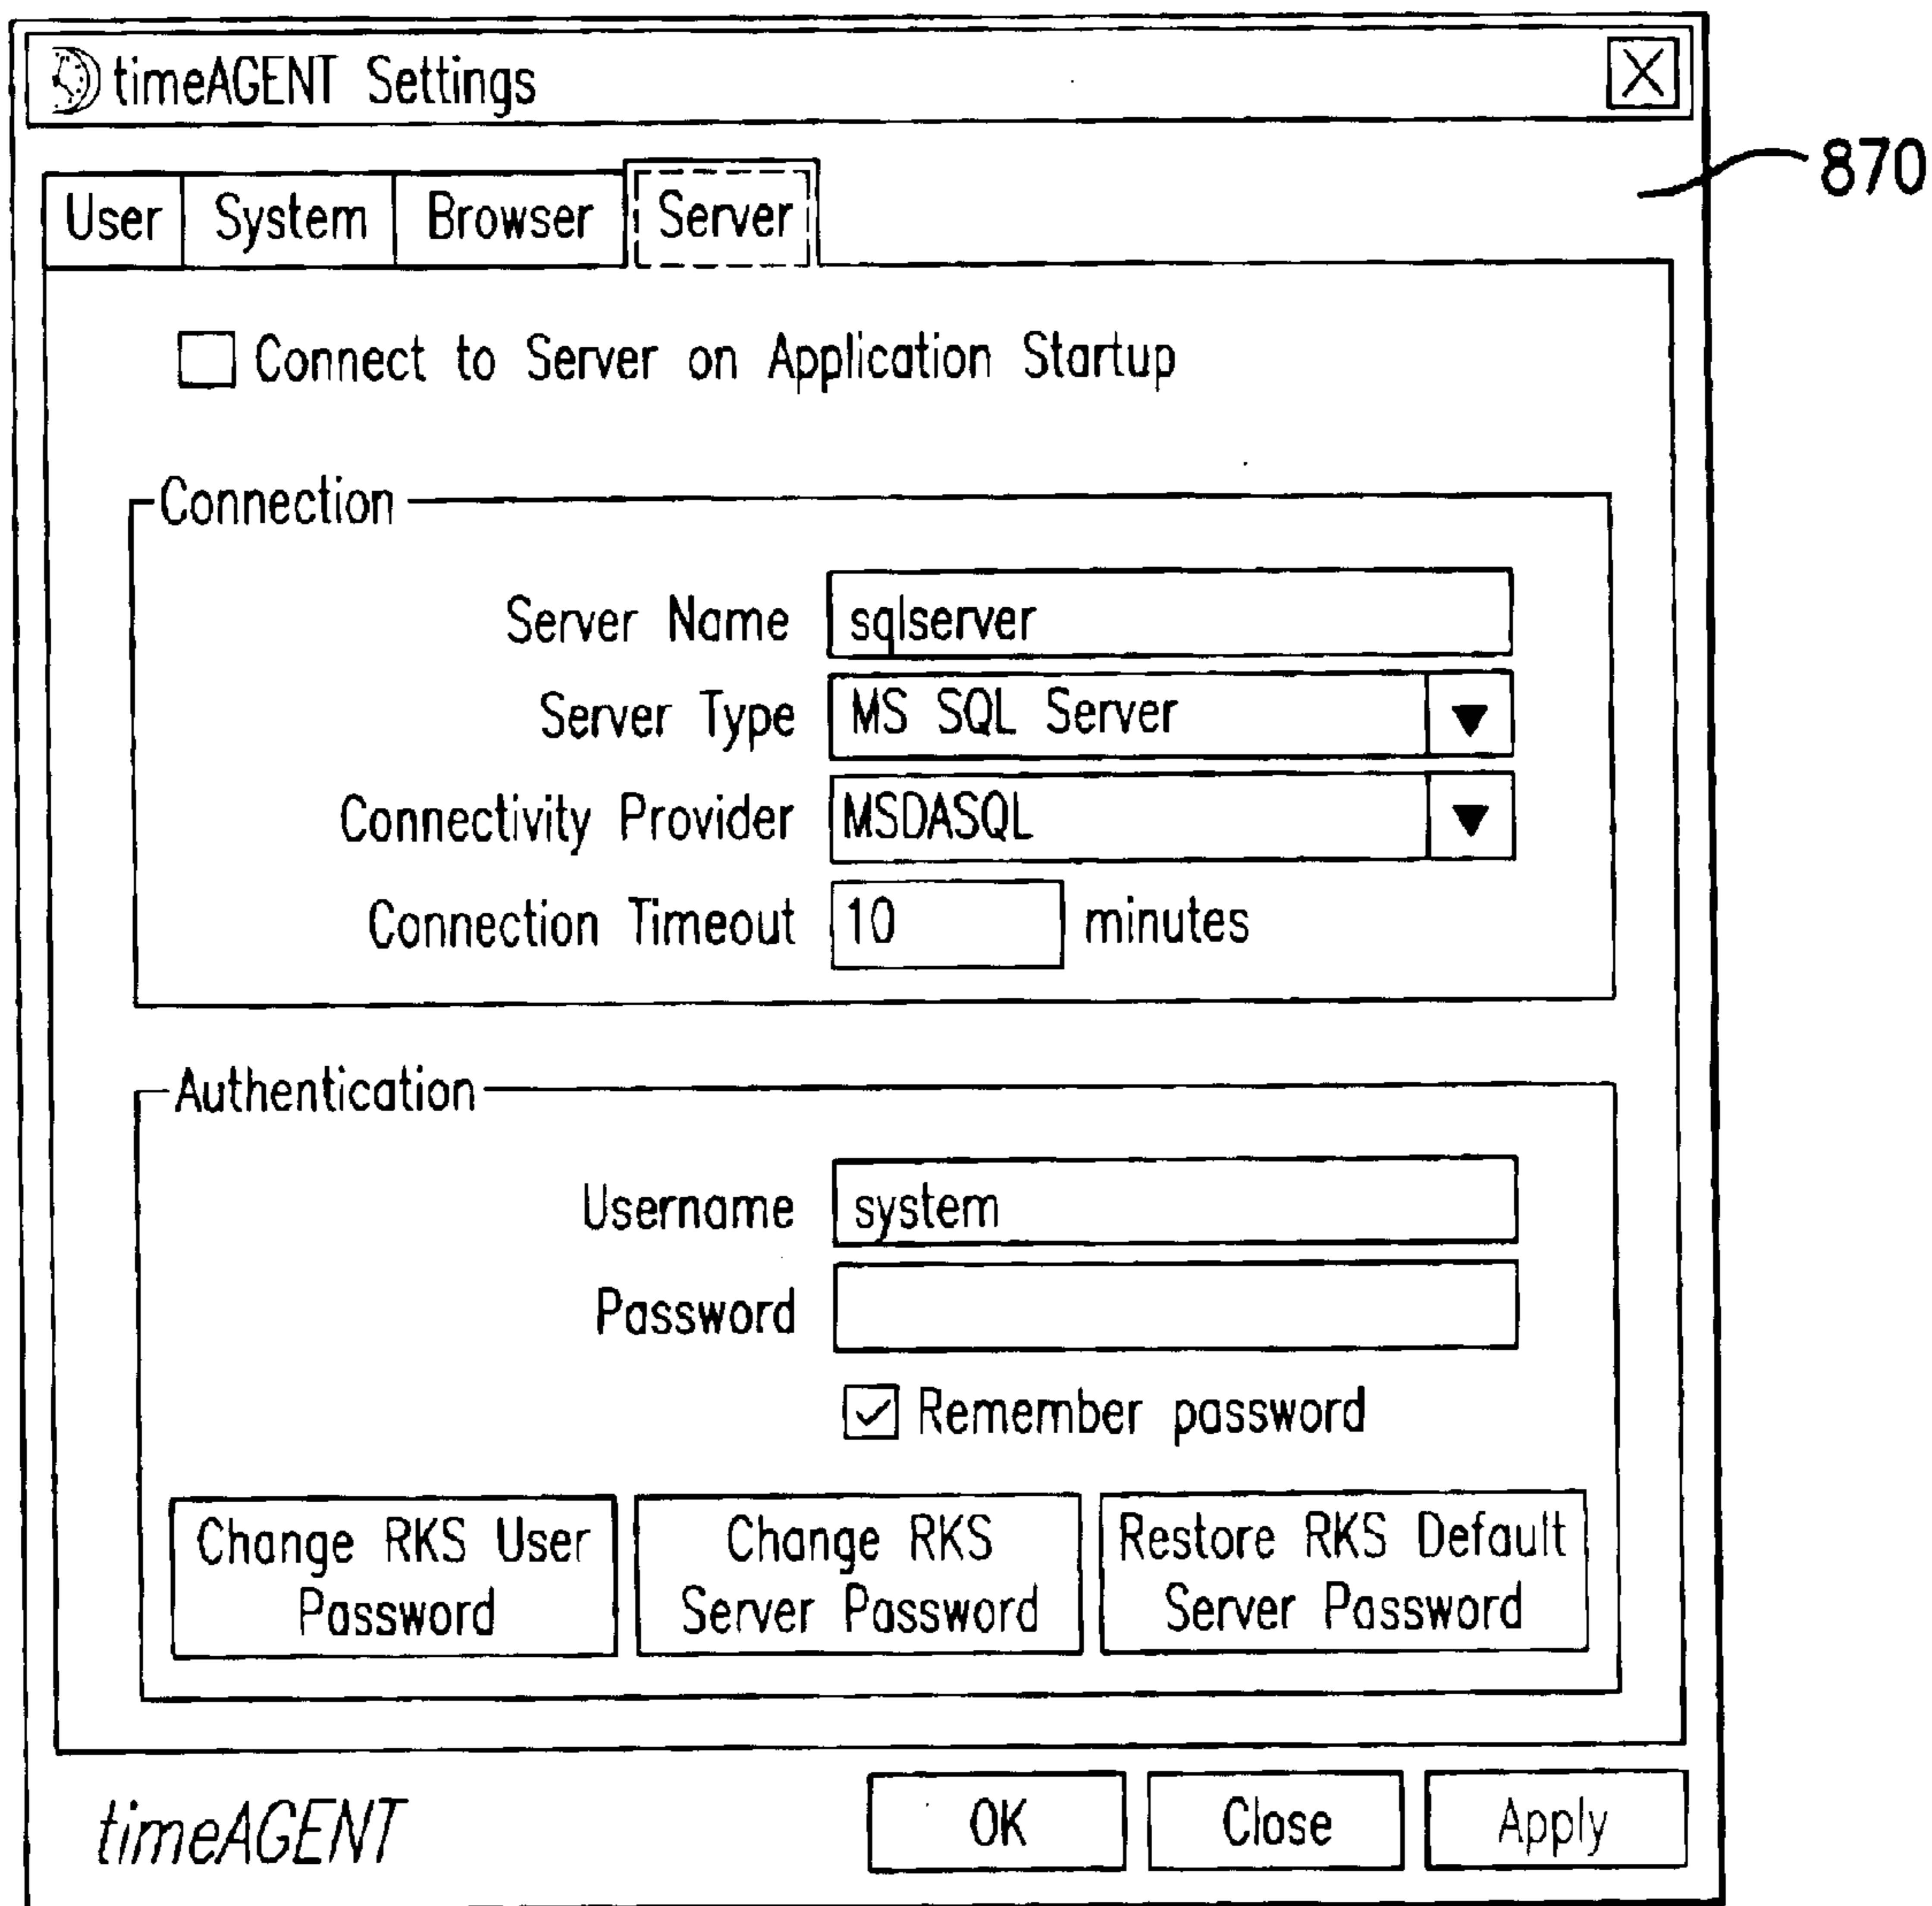 timeAGENT Settings
870
User System Browser Server
Connect to Server on Application Startup
Connection
Server Name sqlserver
Server Type MS SQL Server
Connectivity Provider MSDASQL
Connection Timeout 10 minutes
Authentication
Username system
Password
Remember password
Change RKS User
Password
Change RKS
Server Password
Restore RKS Default
Server Password
timeAGENT OK Close Apply